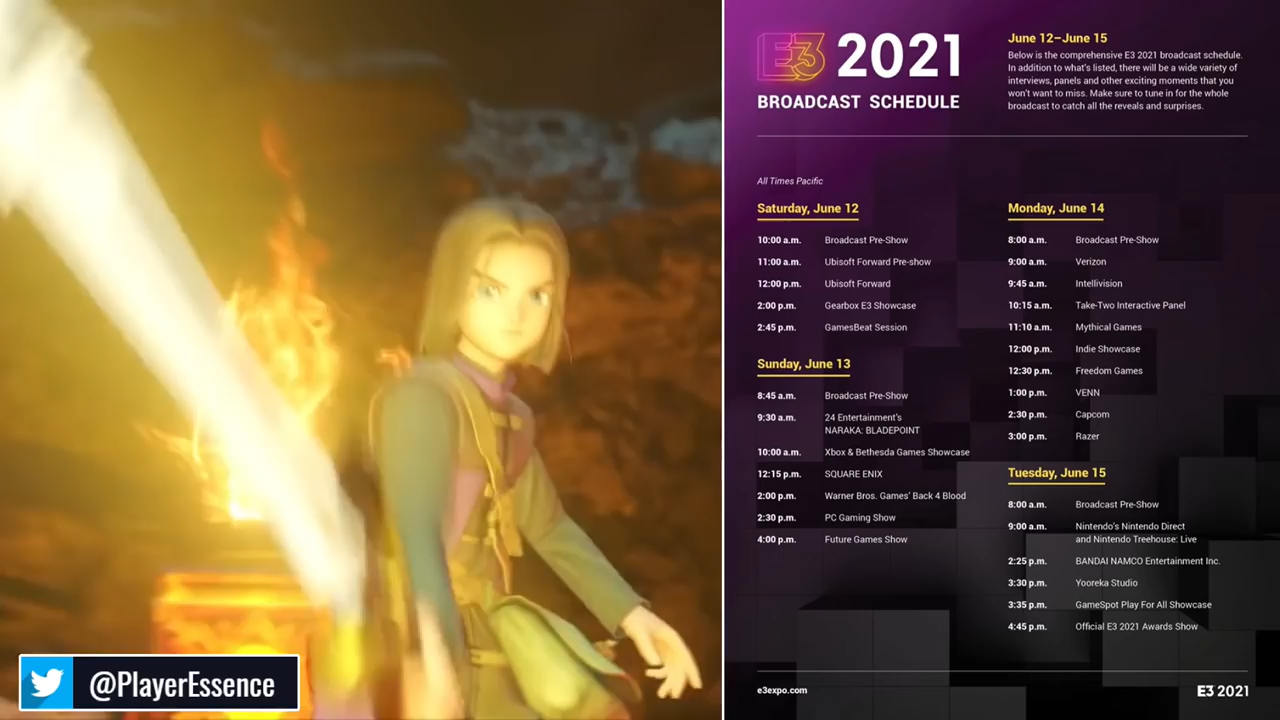 E3 2021
BROADCAST SCHEDULE
June 12–June 15
Below is the comprehensive E3 2021 broadcast schedule.
In addition to what's listed, there will be a wide variety of
interviews, panels and other exciting moments that you
won't want to miss. Make sure to tune in for the whole
broadcast to catch all the reveals and surprises.
All Times Pacific
Saturday, June 12
10:00 a.m. Broadcast Pre-Show
11:00 a.m. Ubisoft Forward Pre-show
12:00 p.m. Ubisoft Forward
2:00 p.m. Gearbox E3 Showcase
2:45 p.m. GamesBeat Session
Sunday, June 13
8:45 a.m. Broadcast Pre-Show
9:30 a.m. 24 Entertainment's
NARAKA: BLADEPOINT
10:00 a.m. Xbox & Bethesda Games Showcase
12:15 p.m. SQUARE ENIX
2:00 p.m. Warner Bros. Games' Back 4 Blood
2:30 p.m. PC Gaming Show
4:00 p.m. Future Games Show
Monday, June 14
8:00 a.m. Broadcast Pre-Show
9:00 a.m. Verizon
9:45 a.m. Intellivision
10:15 a.m. Take-Two Interactive Panel
11:10 a.m. Mythical Games
12:00 p.m. Indie Showcase
12:30 p.m. Freedom Games
1:00 p.m. VENN
2:30 p.m. Capcom
3:00 p.m. Razer
Tuesday, June 15
8:00 a.m. Broadcast Pre-Show
9:00 a.m. Nintendo's Nintendo Direct
and Nintendo Treehouse: Live
2:25 p.m. BANDAI NAMCO Entertainment Inc.
3:30 p.m. Yooreka Studio
3:35 p.m. GameSpot Play For All Showcase
4:45 p.m. Official E3 2021 Awards Show
e3expo.com
E3 2021
@PlayerEssence